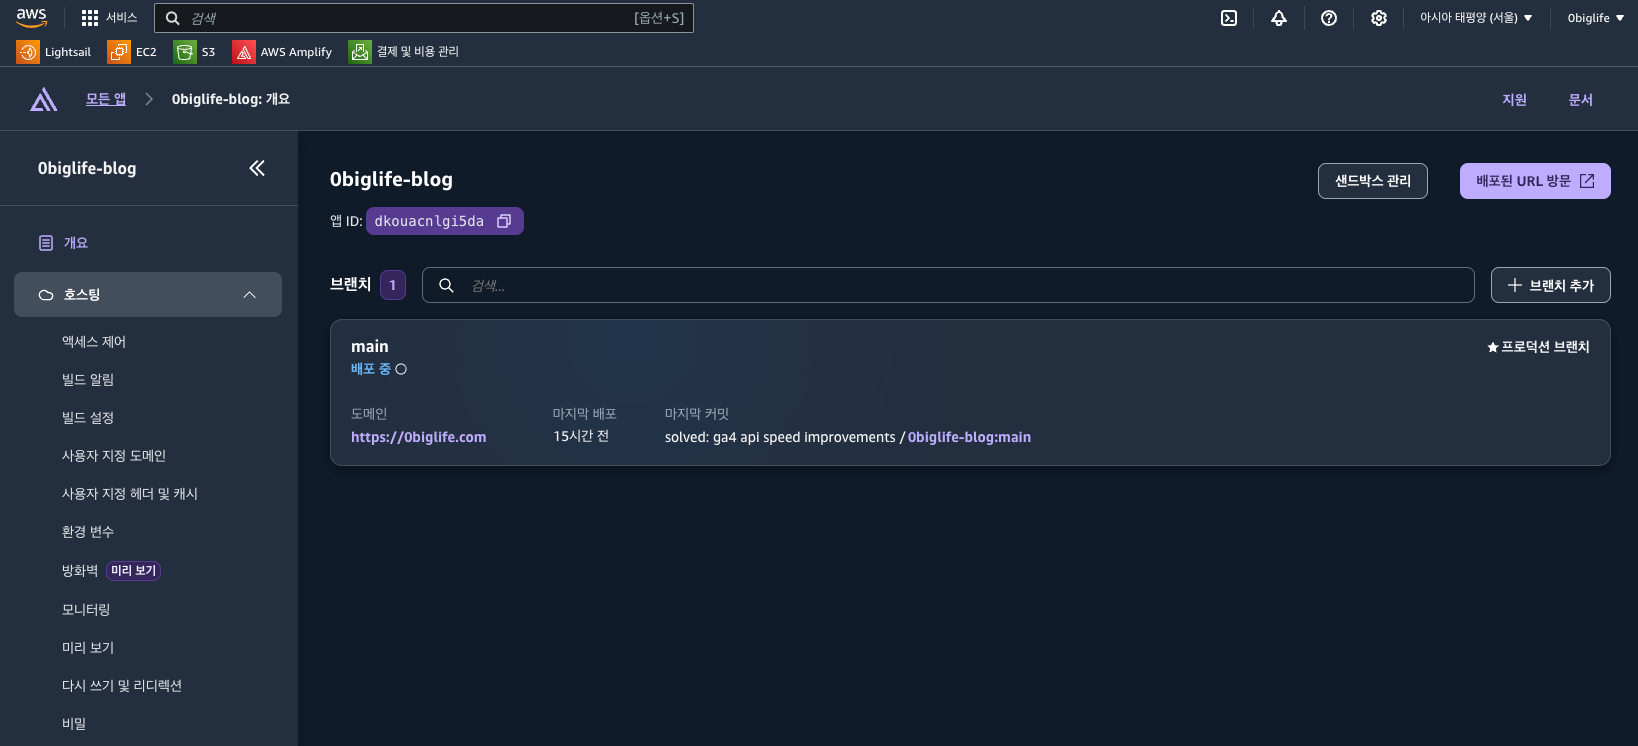 aws
서비스
검색
[옵션+S]
아시아 태평양 (서울)
0biglife
Lightsail
EC2
S3
AWS Amplify
결제 및 비용 관리
모든 앱
0biglife-blog: 개요
지원
문서
0biglife-blog
개요
호스팅
액세스 제어
빌드 알림
빌드 설정
사용자 지정 도메인
사용자 지정 헤더 및 캐시
환경 변수
방화벽 미리 보기
모니터링
미리 보기
다시 쓰기 및 리디렉션
비밀
0biglife-blog
샌드박스 관리
배포된 URL 방문
앱 ID: dkouacnlgi5da
브랜치 1
검색...
브랜치 추가
main
★프로덕션 브랜치
배포 중
도메인
마지막 배포
마지막 커밋
https://0biglife.com
15시간 전
solved: ga4 api speed improvements / 0biglife-blog:main